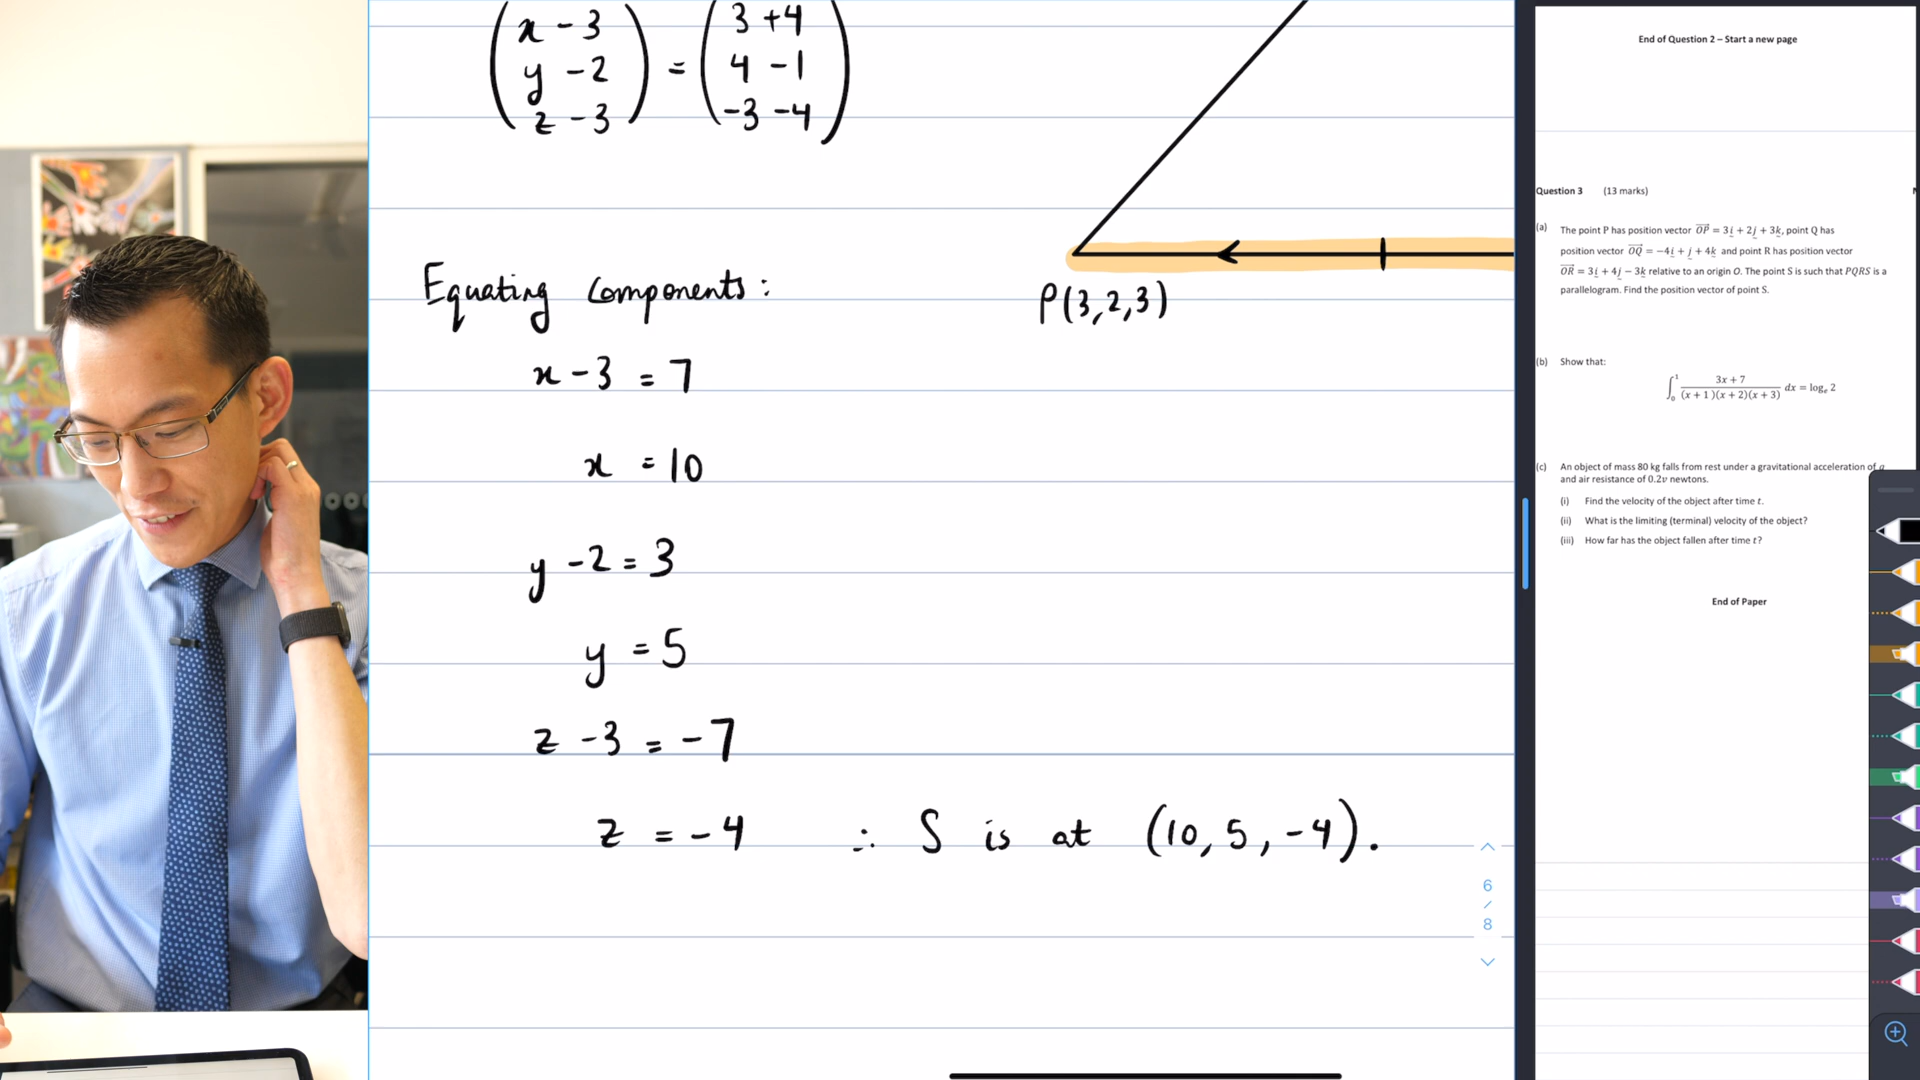 x - 3   3 + 4
y - 2 = 4 - 1
z - 3   -3 - 4
P(3,2,3)
Equating components:
x - 3 = 7
x = 10
y - 2 = 3
y = 5
z - 3 = -7
z = -4 ∴ S is at (10, 5, -4).
6
/
8
End of Question 2 – Start a new page
Question 3 (13 marks)
(a) The point P has position vector OP = 3i + 2j + 3k, point Q has
position vector OQ = −4i + j + 4k and point R has position vector
OR = 3i + 4j − 3k relative to an origin O. The point S is such that PQRS is a
parallelogram. Find the position vector of point S.
(b) Show that:
∫₀¹ (3x + 7)/((x + 1)(x + 2)(x + 3)) dx = logₑ 2
(c) An object of mass 80 kg falls from rest under a gravitational acceleration of g
and air resistance of 0.2v newtons.
(i) Find the velocity of the object after time t.
(ii) What is the limiting (terminal) velocity of the object?
(iii) How far has the object fallen after time t?
End of Paper